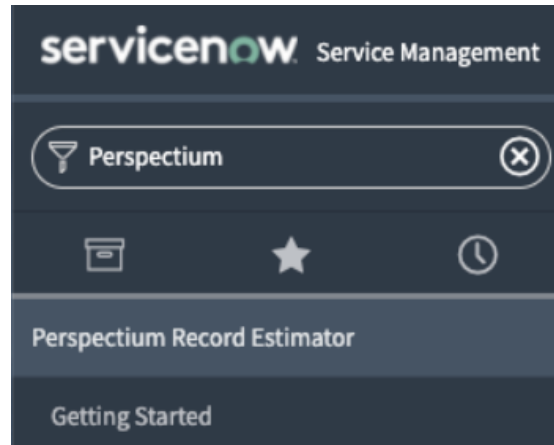 servicenow. Service Management
Perspectium
Perspectium Record Estimator
Getting Started